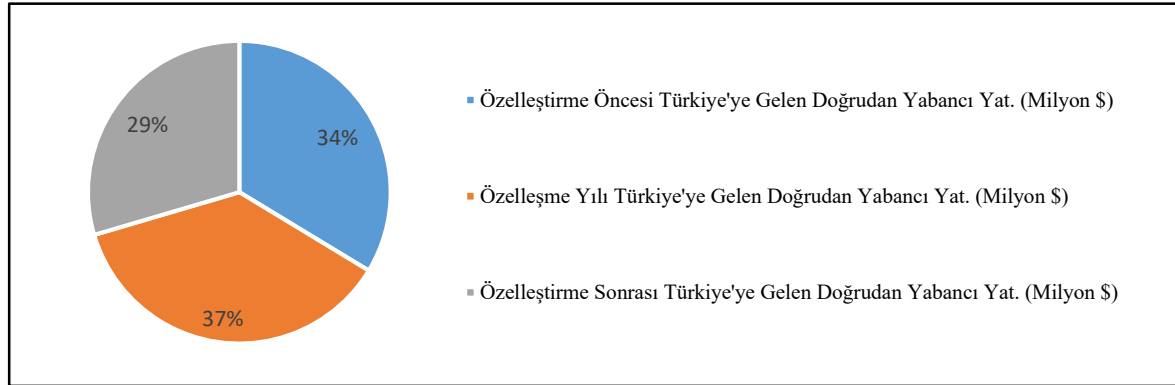 29%
34%
37%
Özelleştirme Öncesi Türkiye'ye Gelen Doğrudan Yabancı Yat. (Milyon $)
Özelleşme Yılı Türkiye'ye Gelen Doğrudan Yabancı Yat. (Milyon $)
Özelleştirme Sonrası Türkiye'ye Gelen Doğrudan Yabancı Yat. (Milyon $)